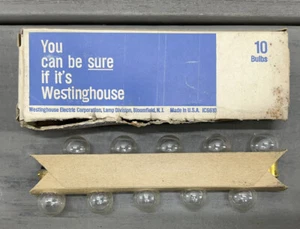 You
can be sure
if it's
Westinghouse
10
Bulbs
Westinghouse Electric Corporation, Lamp Division, Bloomfield, N.J. Made in U.S.A.